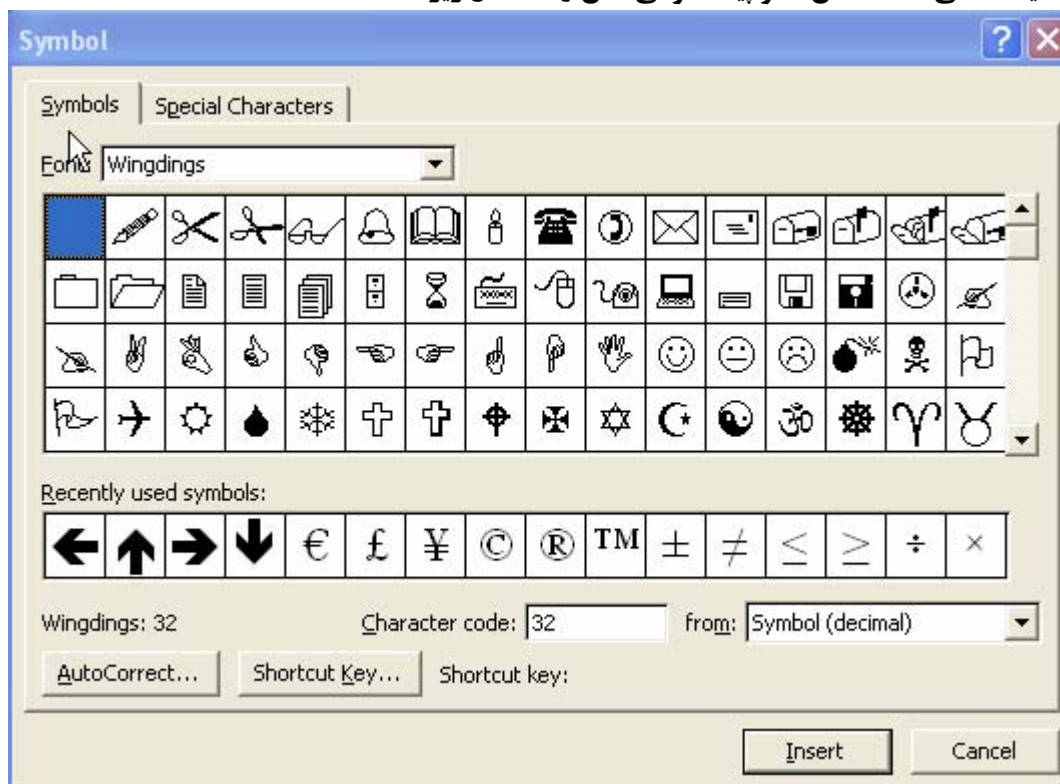 Symbol
Symbols Special Characters
Font: Wingdings
Recently used symbols:
€ £ ¥ © ® TM ± ≠ ≤ ≥ ÷ ×
Wingdings: 32 Character code: 32 from: Symbol (decimal)
AutoCorrect... Shortcut Key... Shortcut key:
Insert Cancel